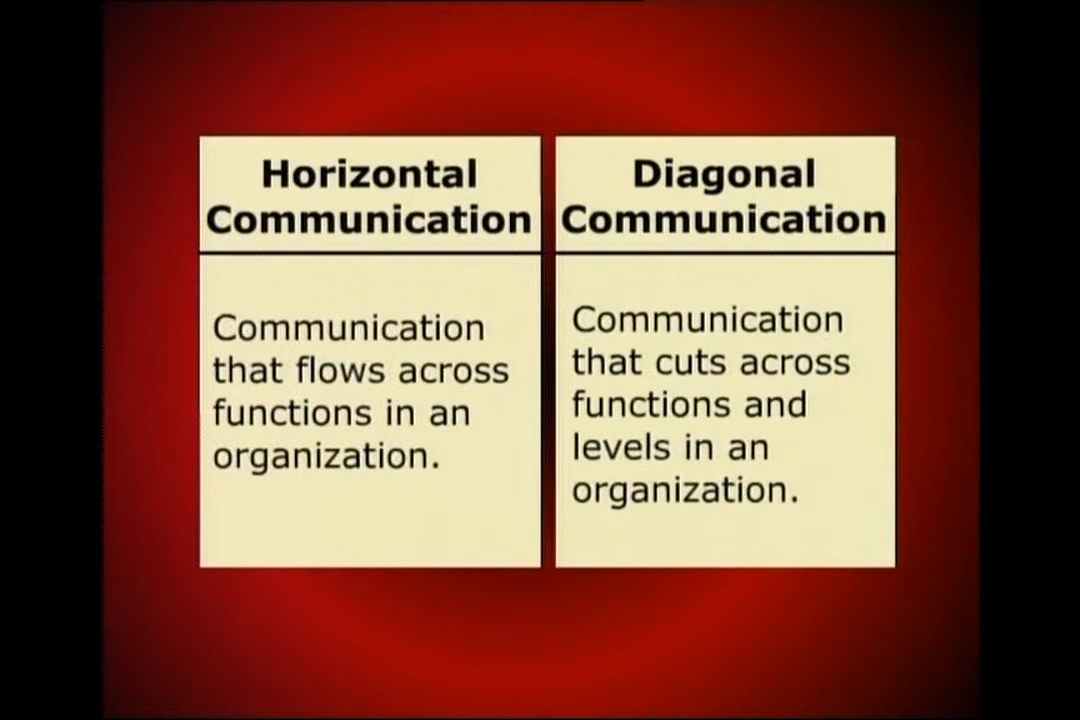 Horizontal
Communication
Communication
that flows across
functions in an
organization.
Diagonal
Communication
Communication
that cuts across
functions and
levels in an
organization.